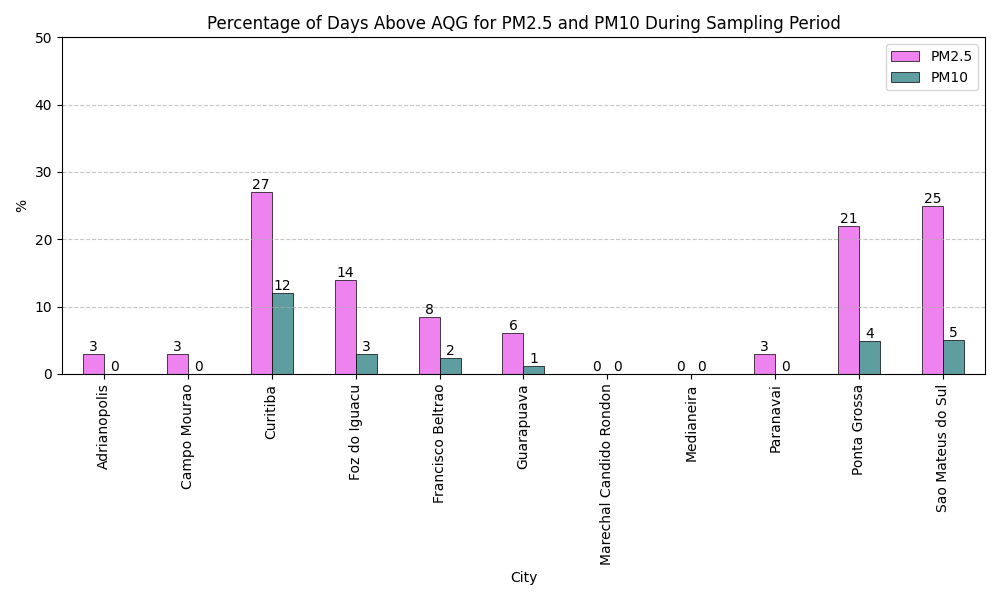 Percentage of Days Above AQG for PM2.5 and PM10 During Sampling Period
50
40
30
20
10
0
%
PM2.5
PM10
3
0
3
0
27
12
14
3
8
2
6
1
0
0
0
0
3
0
21
4
25
5
Adrianopolis
Campo Mourao
Curitiba
Foz do Iguacu
Francisco Beltrao
Guarapuava
Marechal Candido Rondon
Medianeira
Paranavai
Ponta Grossa
Sao Mateus do Sul
City